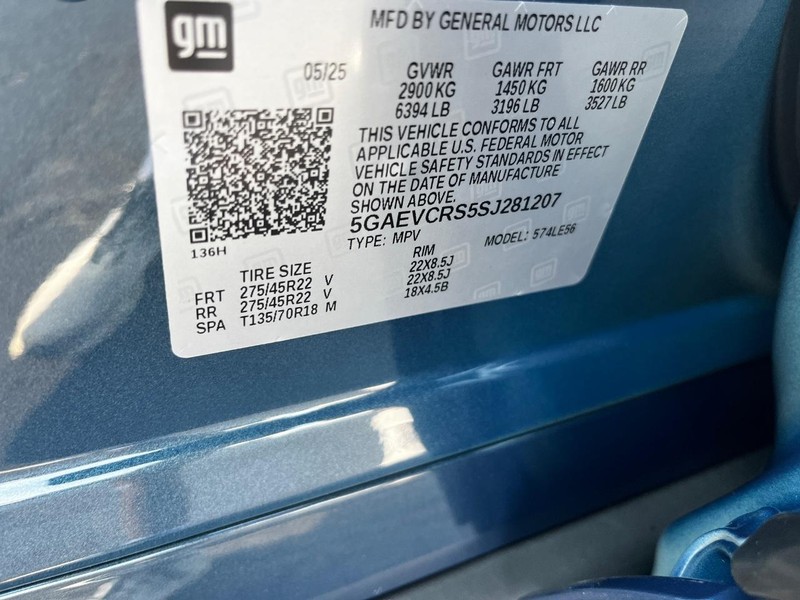 gm
MFD BY GENERAL MOTORS LLC
05/25
GVWR GAWR FRT GAWR RR
2900 KG 1450 KG 1600 KG
6394 LB 3196 LB 3527 LB
THIS VEHICLE CONFORMS TO ALL
APPLICABLE U.S. FEDERAL MOTOR
VEHICLE SAFETY STANDARDS IN EFFECT
ON THE DATE OF MANUFACTURE
SHOWN ABOVE.
5GAEVCRS5SJ281207
TYPE: MPV MODEL: 574LE56
136H
TIRE SIZE RIM
FRT 275/45R22 V 22X8.5J
RR 275/45R22 V 22X8.5J
SPA T135/70R18 M 18X4.5B